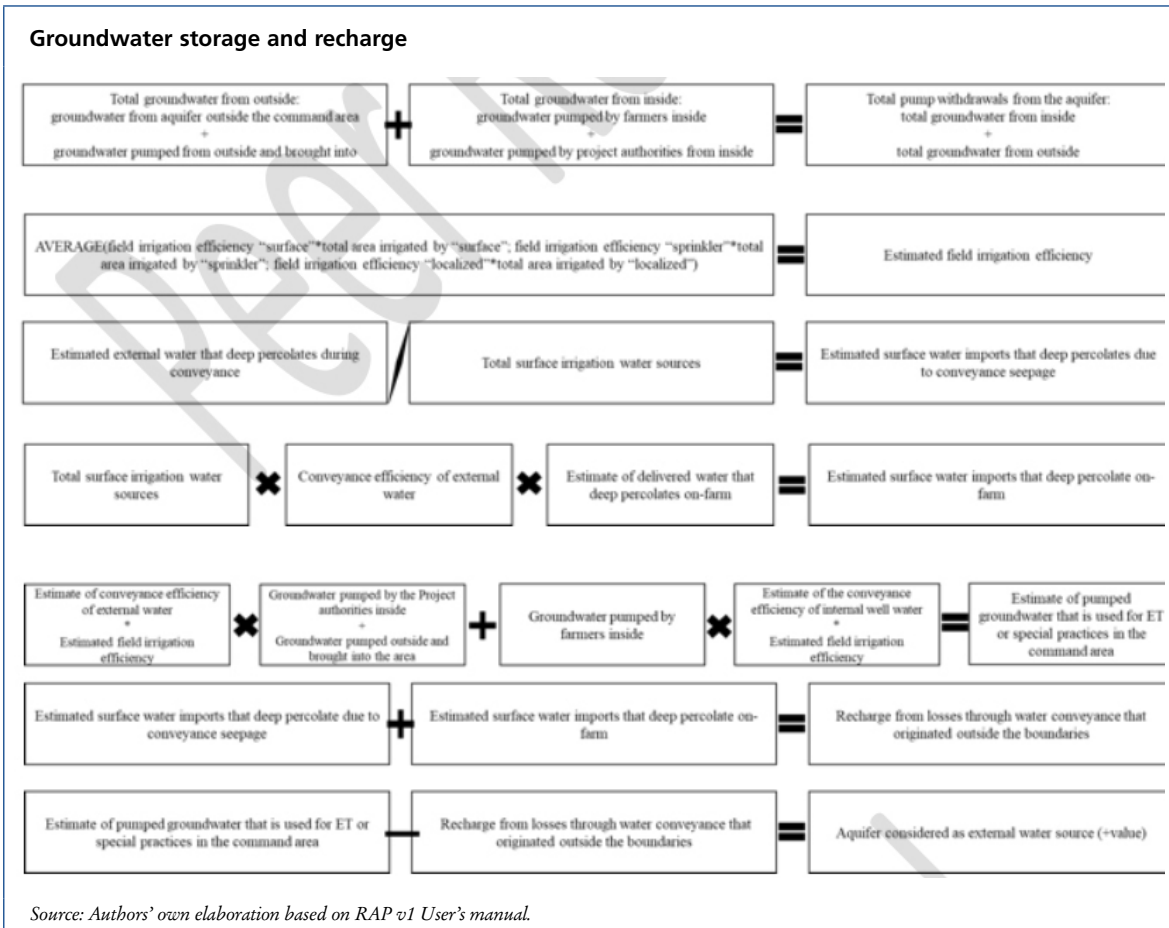 Groundwater storage and recharge
Total groundwater from outside:
groundwater from aquifer outside the command area
+
groundwater pumped from outside and brought into
+
Total groundwater from inside:
groundwater pumped by farmers inside
+
groundwater pumped by project authorities from inside
=
Total pump withdrawals from the aquifer:
total groundwater from inside
+
total groundwater from outside
AVERAGE(field irrigation efficiency “surface”*total area irrigated by “surface”; field irrigation efficiency “sprinkler”*total
area irrigated by “sprinkler”; field irrigation efficiency “localized”*total area irrigated by “localized”)
=
Estimated field irrigation efficiency
Estimated external water that deep percolates during
conveyance
/
Total surface irrigation water sources
=
Estimated surface water imports that deep percolates due
to conveyance seepage
Total surface irrigation water
sources
×
Conveyance efficiency of external
water
×
Estimate of delivered water that
deep percolates on-farm
=
Estimated surface water imports that deep percolate on-
farm
Estimate of conveyance efficiency
of external water
*
Estimated field irrigation
efficiency
×
Groundwater pumped by the Project
authorities inside
+
Groundwater pumped outside and
brought into the area
+
Groundwater pumped by
farmers inside
×
Estimate of the conveyance
efficiency of internal well water
*
Estimated field irrigation
efficiency
=
Estimate of pumped
groundwater that is used for ET
or special practices in the
command area
Estimated surface water imports that deep percolate due to
conveyance seepage
+
Estimated surface water imports that deep percolate on-
farm
=
Recharge from losses through water conveyance that
originated outside the boundaries
Estimate of pumped groundwater that is used for ET or
special practices in the command area
−
Recharge from losses through water conveyance that
originated outside the boundaries
=
Aquifer considered as external water source (+value)
Source: Authors’ own elaboration based on RAP v1 User’s manual.
Peer